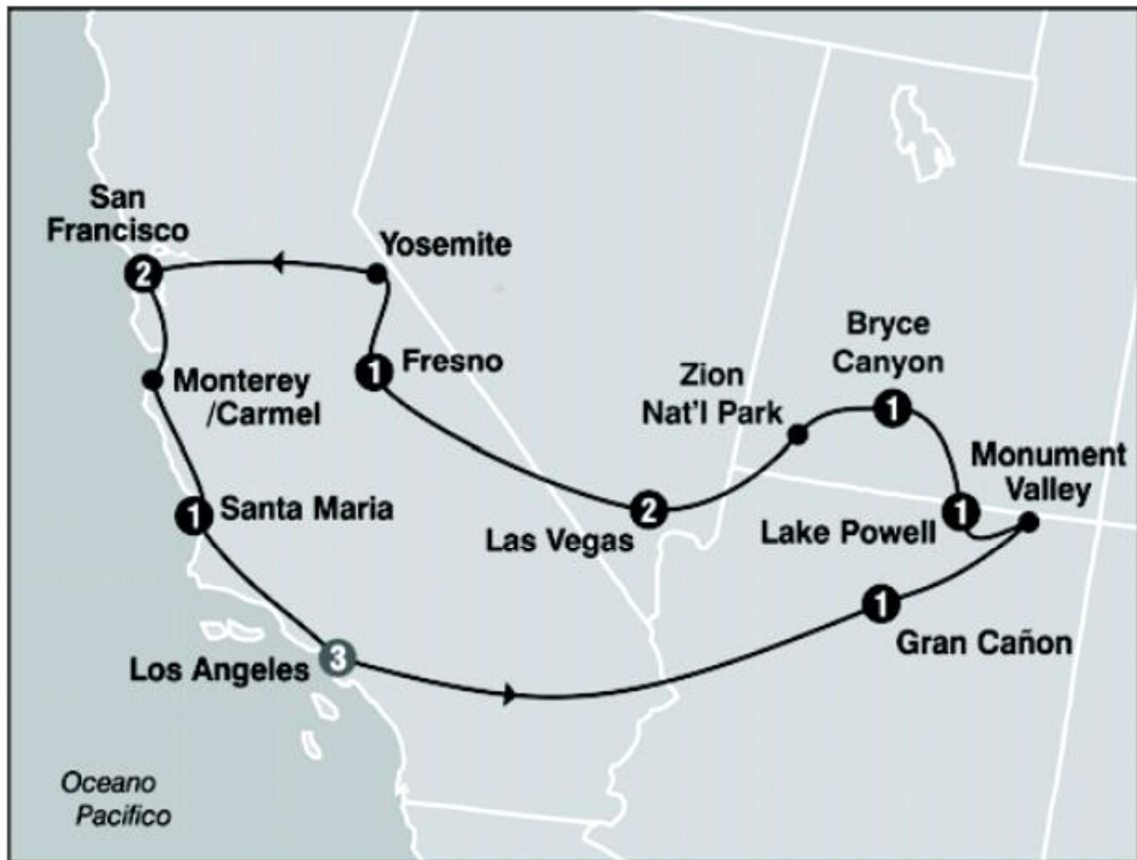 San
Francisco
2
Yosemite
1 Fresno
Monterey
/Carmel
Bryce
Canyon
1
Zion
Nat'l Park
Monument
Valley
1 Santa Maria
2
Las Vegas
Lake Powell 1
1
Gran Cañon
Los Angeles 3
Oceano
Pacifico